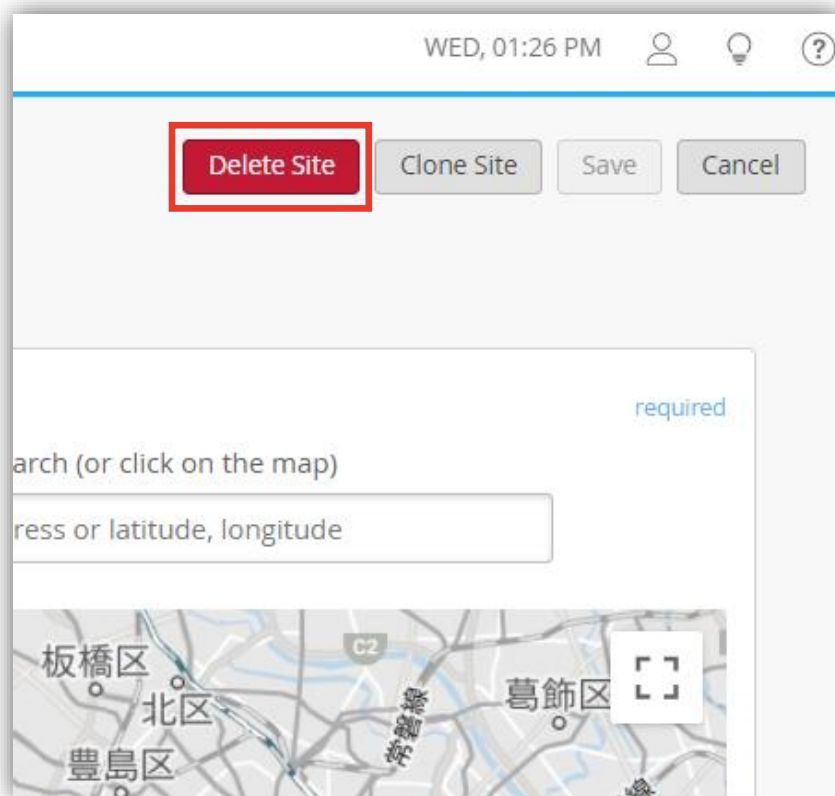 WED, 01:26 PM
Delete Site Clone Site Save Cancel
required
arch (or click on the map)
ress or latitude, longitude
板橋区
C2
北区
常磐線
葛飾区
豊島区
線